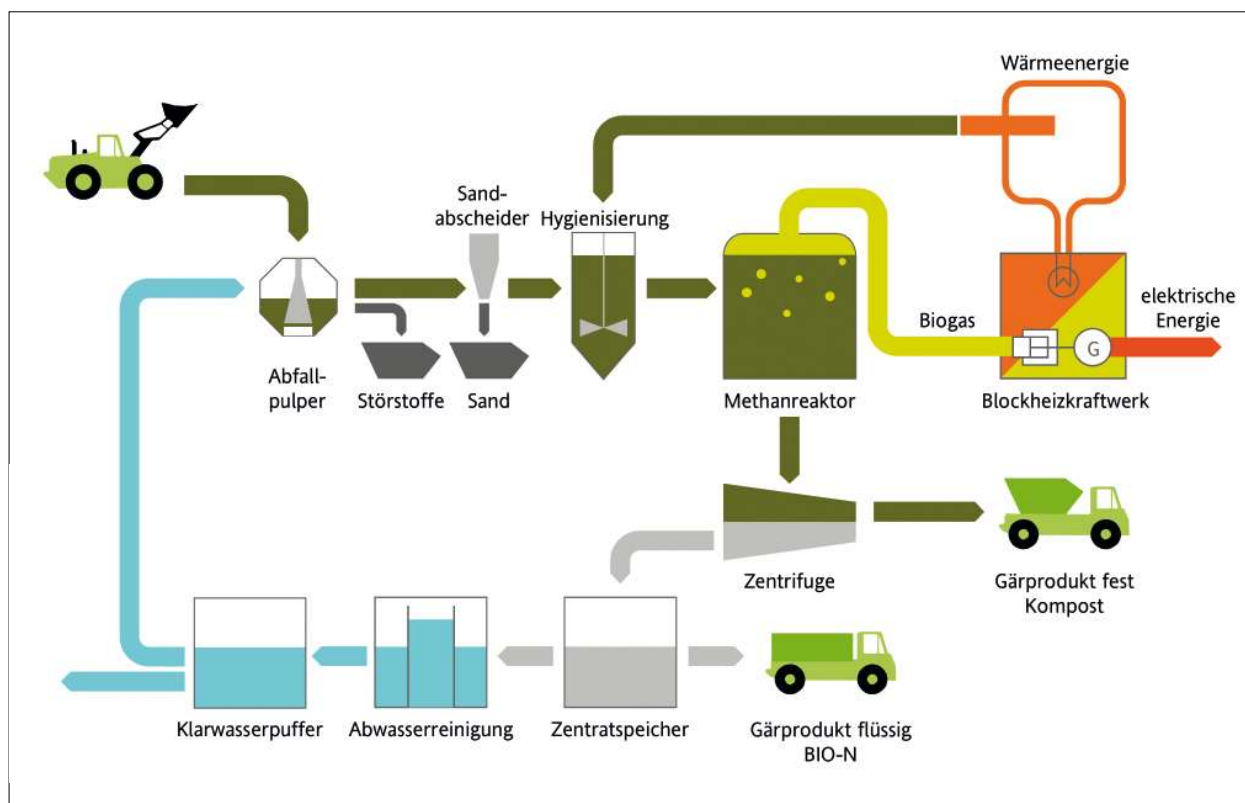 Wärmeenergie
Sand-
abscheider
Hygienisierung
elektrische
Energie
Biogas
G
Abfall-
pulper
Störstoffe
Sand
Methanreaktor
Blockheizkraftwerk
Zentrifuge
Gärprodukt fest
Kompost
Klarwasserpuffer
Abwasserreinigung
Zentratspeicher
Gärprodukt flüssig
BIO-N